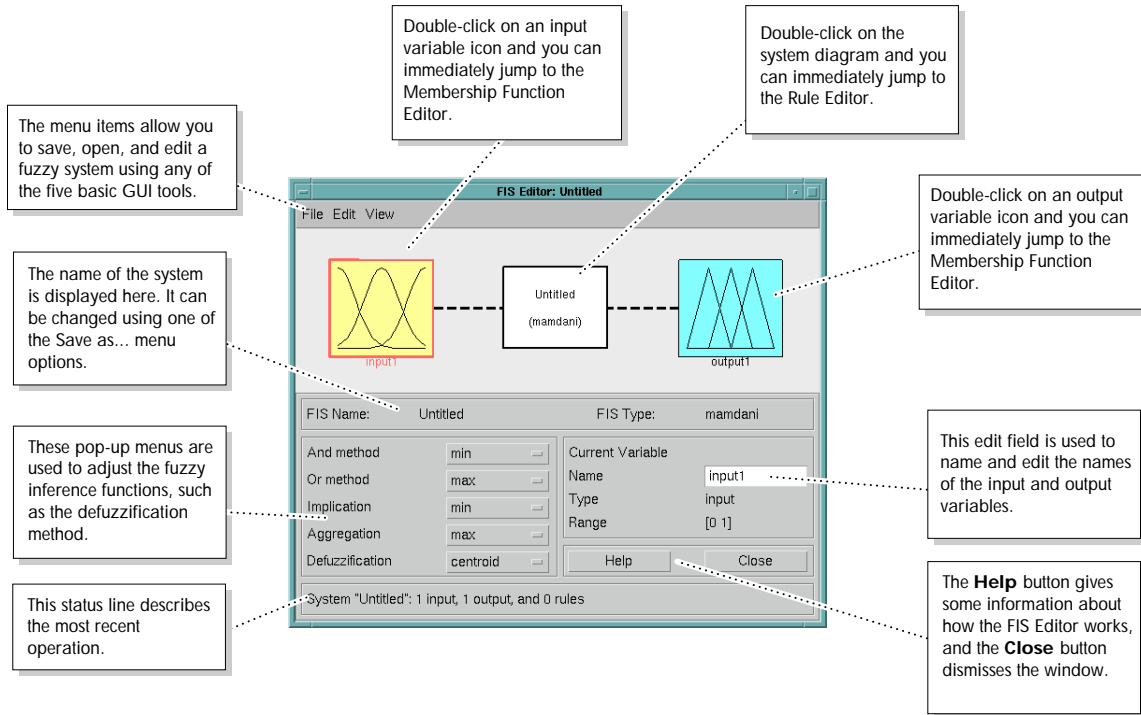 Double-click on an input
variable icon and you can
immediately jump to the
Membership Function
Editor.
Double-click on the
system diagram and you
can immediately jump to
the Rule Editor.
The menu items allow you
to save, open, and edit a
fuzzy system using any of
the five basic GUI tools.
Double-click on an output
variable icon and you can
immediately jump to the
Membership Function
Editor.
The name of the system
is displayed here. It can
be changed using one of
the Save as... menu
options.
These pop-up menus are
used to adjust the fuzzy
inference functions, such
as the defuzzification
method.
This status line describes
the most recent
operation.
This edit field is used to
name and edit the names
of the input and output
variables.
The Help button gives
some information about
how the FIS Editor works,
and the Close button
dismisses the window.
FIS Editor: Untitled
File Edit View
Untitled
(mamdani)
input1
output1
FIS Name: Untitled FIS Type: mamdani
And method min
Or method max
Implication min
Aggregation max
Defuzzification centroid
Current Variable
Name input1
Type input
Range [0 1]
Help Close
System "Untitled": 1 input, 1 output, and 0 rules